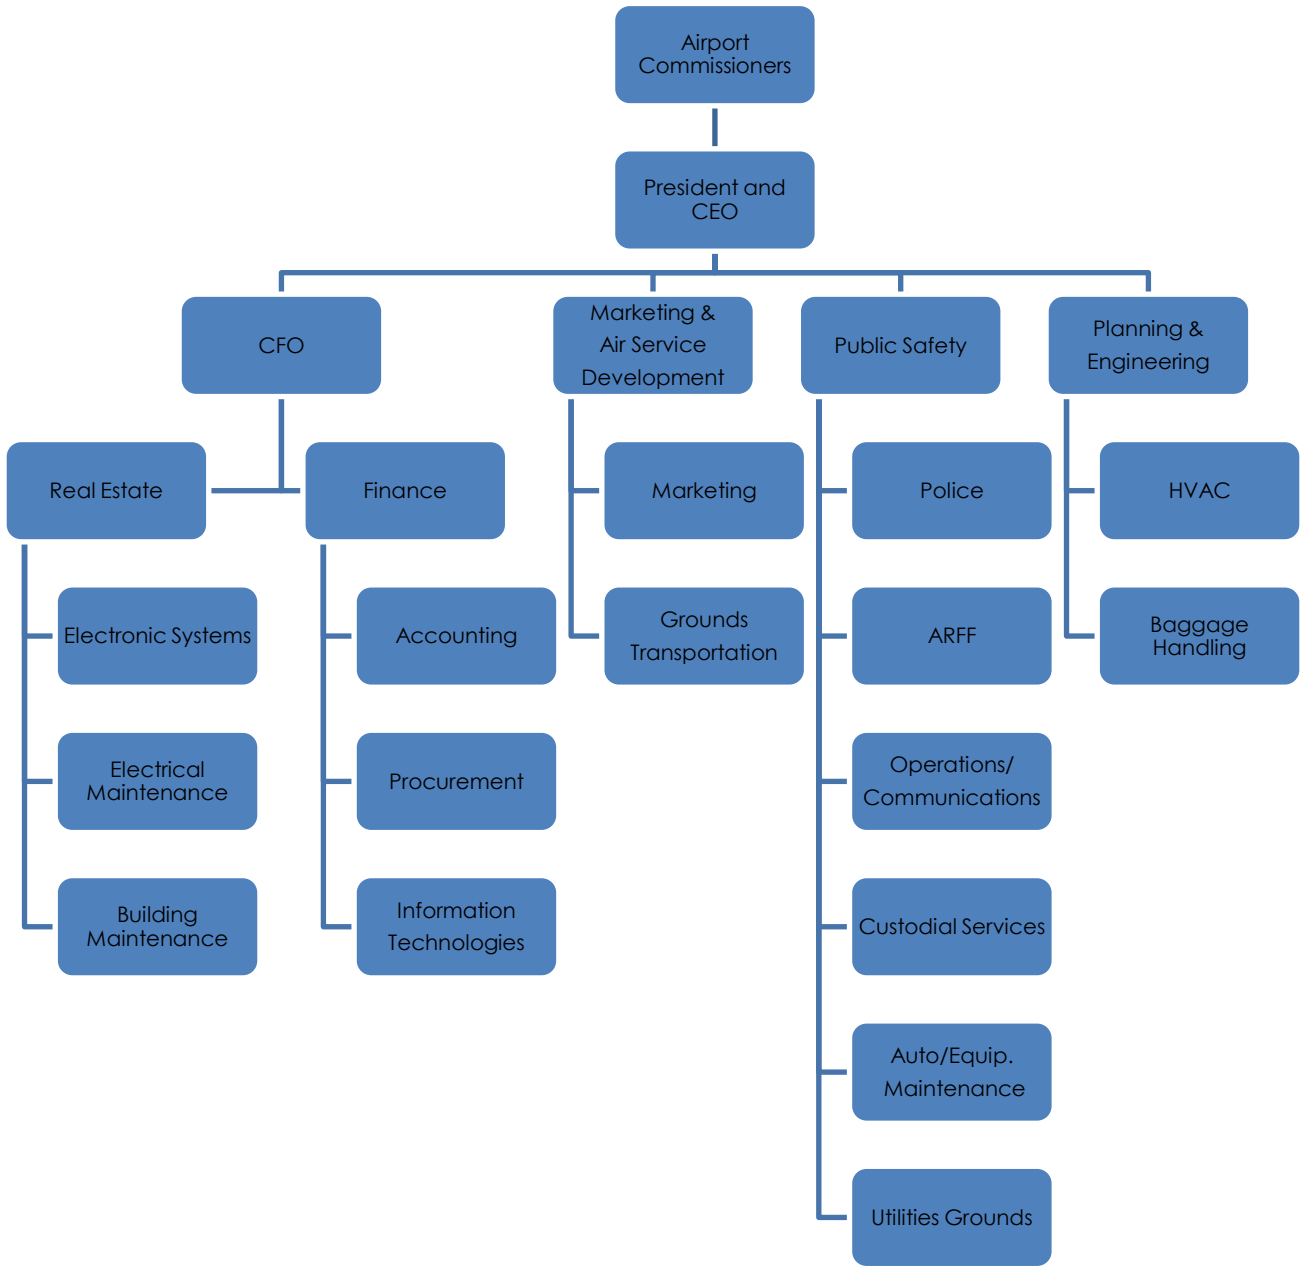 Airport
Commissioners
President and
CEO
CFO
Marketing &
Air Service
Development
Public Safety
Planning &
Engineering
Real Estate
Finance
Marketing
Police
HVAC
Electronic Systems
Accounting
Grounds
Transportation
ARFF
Baggage
Handling
Electrical
Maintenance
Procurement
Operations/
Communications
Building
Maintenance
Information
Technologies
Custodial Services
Auto/Equip.
Maintenance
Utilities Grounds